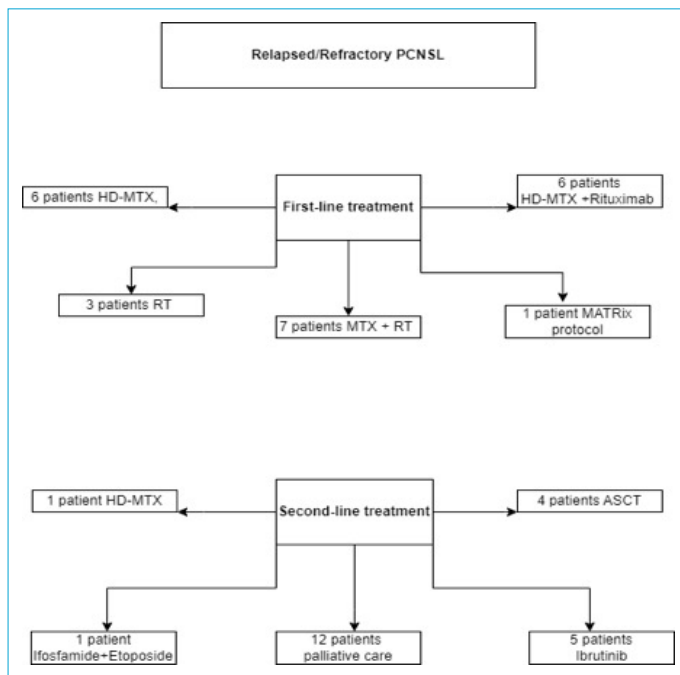 Relapsed/Refractory PCNSL
6 patients HD-MTX,
First-line treatment
6 patients
HD-MTX +Rituximab
3 patients RT
7 patients MTX + RT
1 patient MATRix
protocol
1 patient HD-MTX
Second-line treatment
4 patients ASCT
1 patient
Ifosfamide+Etoposide
12 patients
palliative care
5 patients
Ibrutinib